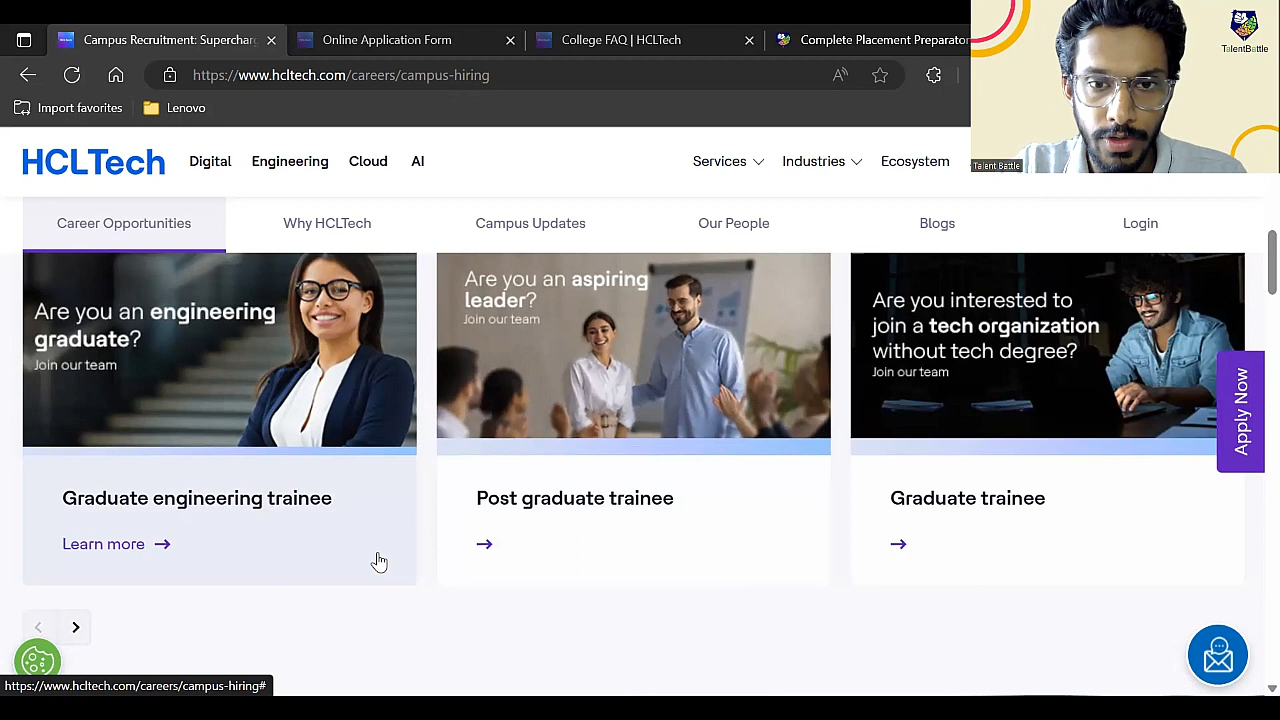 Campus Recruitment: Superchar
Online Application Form
College FAQ | HCLTech
Complete Placement Preparator
https://www.hcltech.com/careers/campus-hiring
Import favorites
Lenovo
TalentBattle
Talent Battle
HCLTech
Digital
Engineering
Cloud
AI
Services
Industries
Ecosystem
Career Opportunities
Why HCLTech
Campus Updates
Our People
Blogs
Login
Are you an engineering
graduate?
Join our team
Are you an aspiring
leader?
Join our team
Are you interested to
join a tech organization
without tech degree?
Join our team
Apply Now
Graduate engineering trainee
Learn more
Post graduate trainee
Graduate trainee
https://www.hcltech.com/careers/campus-hiring#